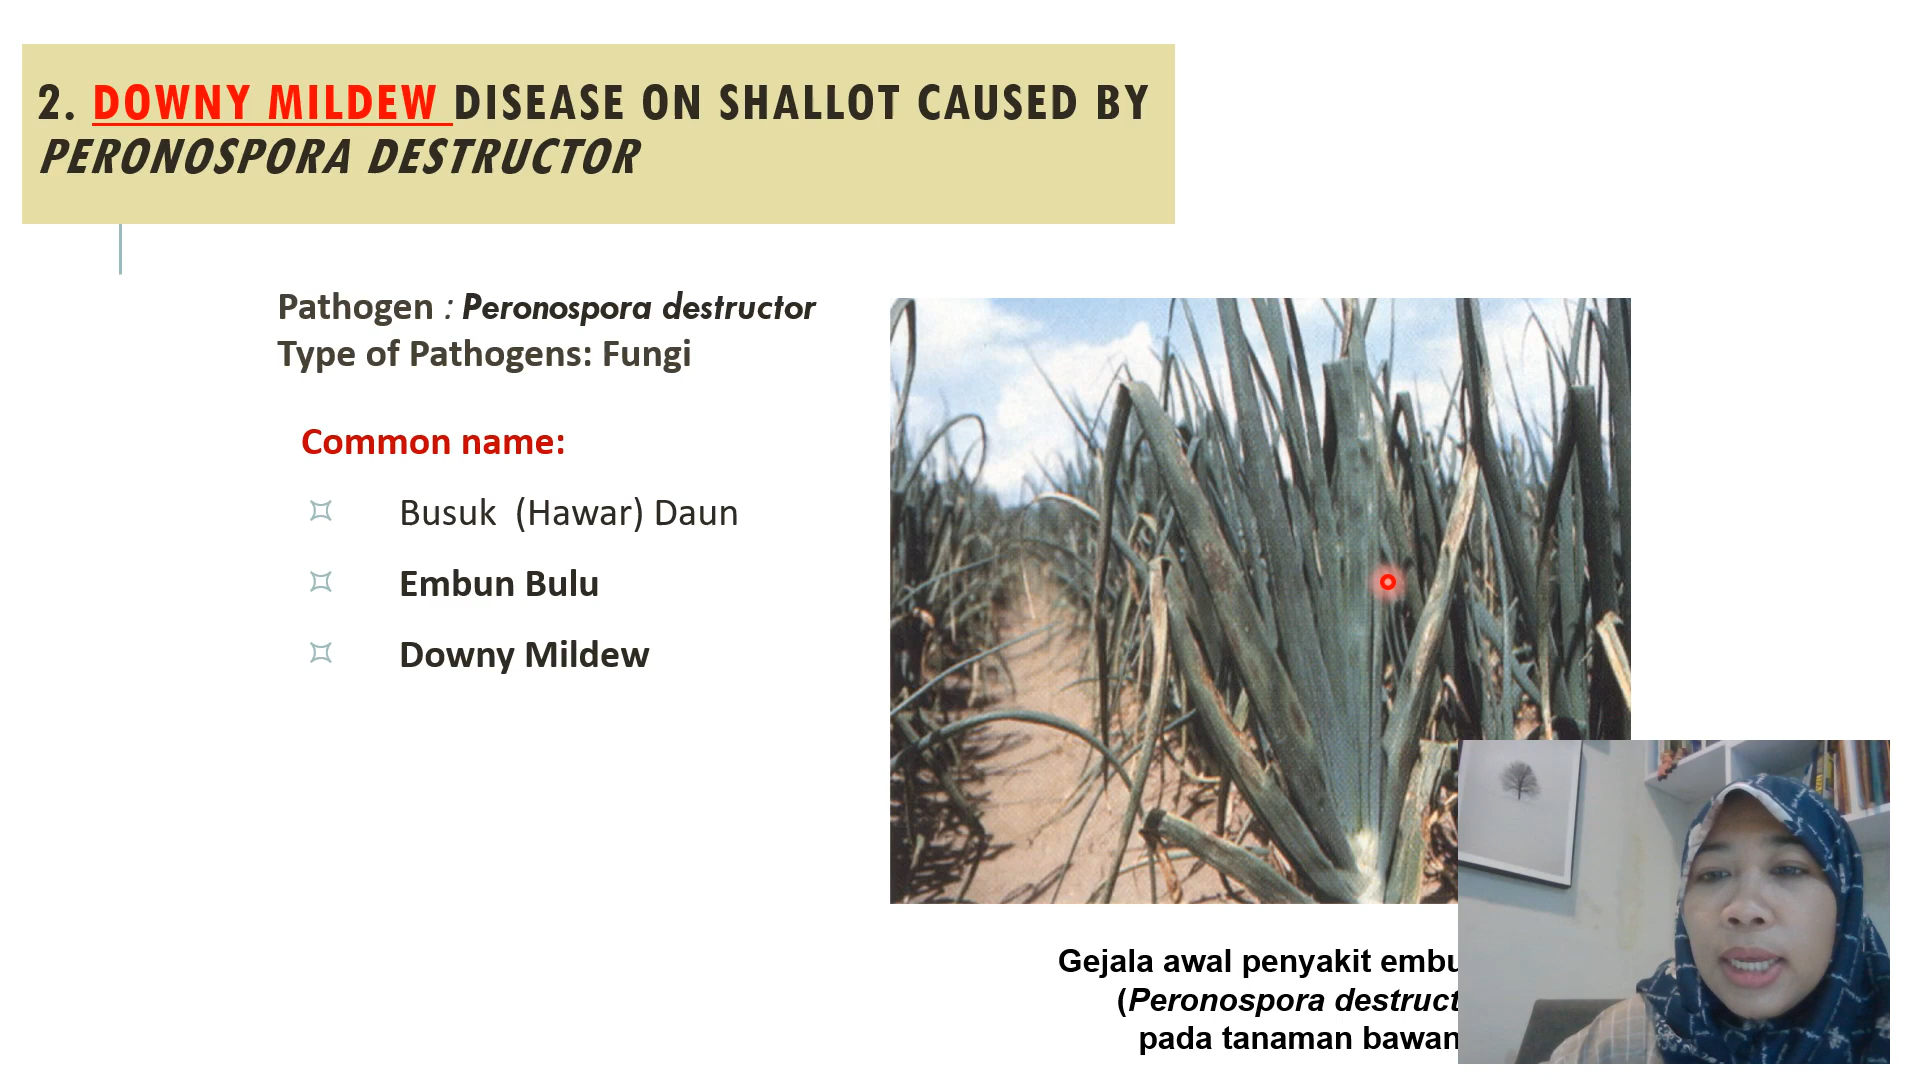 2. DOWNY MILDEW DISEASE ON SHALLOT CAUSED BY
PERONOSPORA DESTRUCTOR
Pathogen : Peronospora destructor
Type of Pathogens: Fungi
Common name:
Busuk (Hawar) Daun
Embun Bulu
Downy Mildew
Gejala awal penyakit embu
(Peronospora destruct
pada tanaman bawan